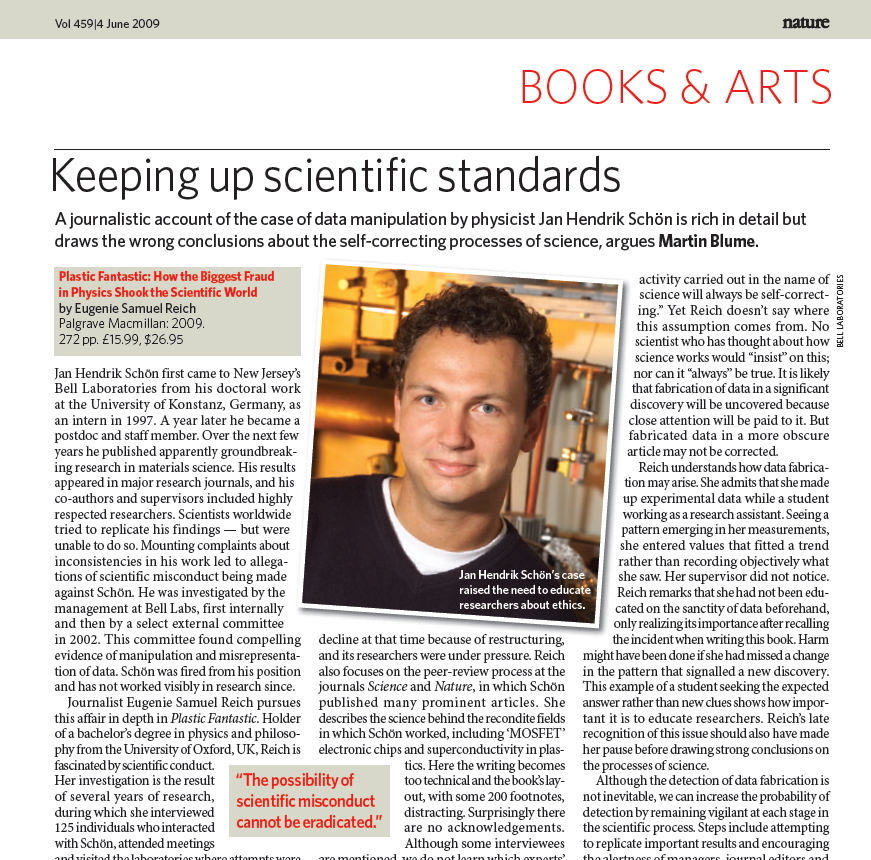 Vol 459|4 June 2009
nature
BOOKS & ARTS
Keeping up scientific standards
A journalistic account of the case of data manipulation by physicist Jan Hendrik Schön is rich in detail but
draws the wrong conclusions about the self-correcting processes of science, argues Martin Blume.
Plastic Fantastic: How the Biggest Fraud
in Physics Shook the Scientific World
by Eugenie Samuel Reich
Palgrave Macmillan: 2009.
272 pp. £15.99, $26.95
Jan Hendrik Schön first came to New Jersey's
Bell Laboratories from his doctoral work
at the University of Konstanz, Germany, as
an intern in 1997. A year later he became a
postdoc and staff member. Over the next few
years he published apparently groundbreak-
ing research in materials science. His results
appeared in major research journals, and his
co-authors and supervisors included highly
respected researchers. Scientists worldwide
tried to replicate his findings — but were
unable to do so. Mounting complaints about
inconsistencies in his work led to allega-
tions of scientific misconduct being made
against Schön. He was investigated by the
management at Bell Labs, first internally
and then by a select external committee
in 2002. This committee found compelling
evidence of manipulation and misrepresenta-
tion of data. Schön was fired from his position
and has not worked visibly in research since.
Journalist Eugenie Samuel Reich pursues
this affair in depth in Plastic Fantastic. Holder
of a bachelor's degree in physics and philoso-
phy from the University of Oxford, UK, Reich is
fascinated by scientific conduct.
Her investigation is the result
of several years of research,
during which she interviewed
125 individuals who interacted
with Schön, attended meetings
and visited the laboratories where attempts were
"The possibility of
scientific misconduct
cannot be eradicated."
Jan Hendrik Schön's case
raised the need to educate
researchers about ethics.
BELL LABORATORIES
decline at that time because of restructuring,
and its researchers were under pressure. Reich
also focuses on the peer-review process at the
journals Science and Nature, in which Schön
published many prominent articles. She
describes the science behind the recondite fields
in which Schön worked, including 'MOSFET'
electronic chips and superconductivity in plas-
tics. Here the writing becomes
too technical and the book's lay-
out, with some 200 footnotes,
distracting. Surprisingly there
are no acknowledgements.
Although some interviewees
are mentioned, we do not learn which experts'
activity carried out in the name of
science will always be self-correct-
ing." Yet Reich doesn't say where
this assumption comes from. No
scientist who has thought about how
science works would "insist" on this;
nor can it "always" be true. It is likely
that fabrication of data in a significant
discovery will be uncovered because
close attention will be paid to it. But
fabricated data in a more obscure
article may not be corrected.
Reich understands how data fabrica-
tion may arise. She admits that she made
up experimental data while a student
working as a research assistant. Seeing a
pattern emerging in her measurements,
she entered values that fitted a trend
rather than recording objectively what
she saw. Her supervisor did not notice.
Reich remarks that she had not been edu-
cated on the sanctity of data beforehand,
only realizing its importance after recalling
the incident when writing this book. Harm
might have been done if she had missed a change
in the pattern that signalled a new discovery.
This example of a student seeking the expected
answer rather than new clues shows how impor-
tant it is to educate researchers. Reich's late
recognition of this issue should also have made
her pause before drawing strong conclusions on
the processes of science.
Although the detection of data fabrication is
not inevitable, we can increase the probability of
detection by remaining vigilant at each stage in
the scientific process. Steps include attempting
to replicate important results and encouraging
the alertness of managers, journal editors and